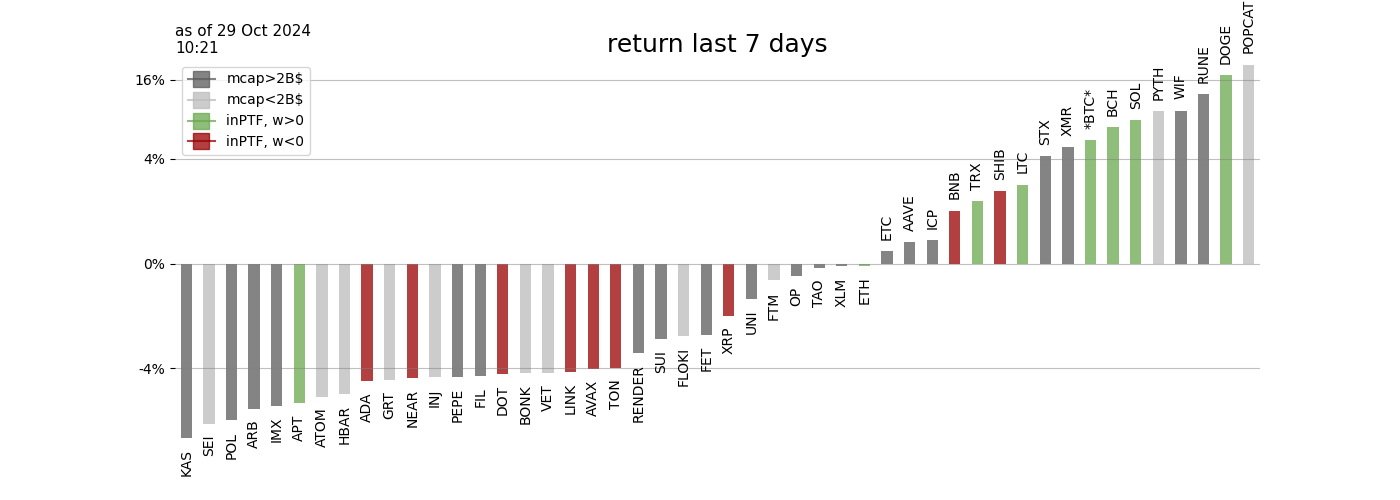 as of 29 Oct 2024
10:21
return last 7 days
mcap>2B$
mcap<2B$
inPTF, w>0
inPTF, w<0
16%
4%
0%
-4%
KAS
SEI
POL
ARB
IMX
APT
ATOM
HBAR
ADA
GRT
NEAR
INJ
PEPE
FIL
DOT
BONK
VET
LINK
AVAX
TON
RENDER
SUI
FLOKI
FET
XRP
UNI
FTM
OP
TAO
XLM
ETH
ETC
AAVE
ICP
BNB
TRX
SHIB
LTC
STX
XMR
*BTC*
BCH
SOL
PYTH
WIF
RUNE
DOGE
POPCAT